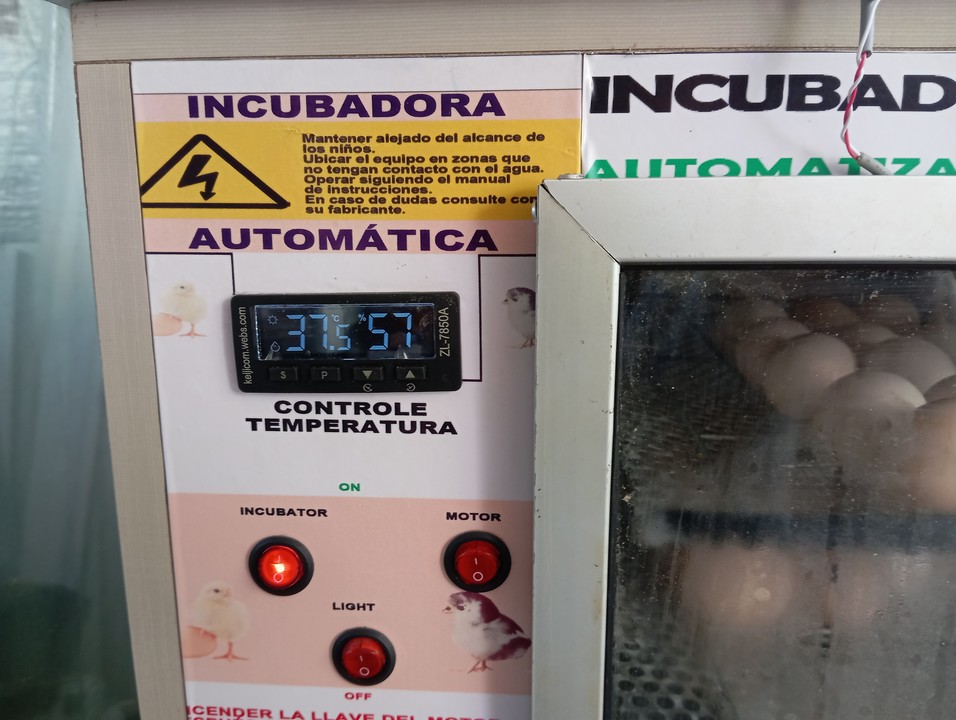 INCUBADORA
Mantener alejado del alcance de
los niños.
Ubicar el equipo en zonas que
no tengan contacto con el agua.
Operar siguiendo el manual
de instrucciones.
En caso de dudas consulte con
su fabricante.
AUTOMÁTICA
INCUBAD
AUTOMATIZA
keijicom.webs.com
37.5 °C % 57
ZL-7850A
S P
CONTROLE
TEMPERATURA
ON
INCUBATOR
MOTOR
LIGHT
OFF
CENDER LA LLAVE DEL MOTOR